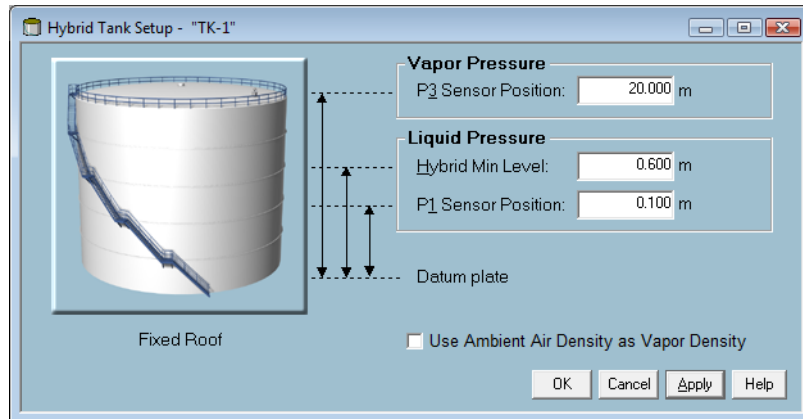 Hybrid Tank Setup - "TK-1"
Vapor Pressure
P3 Sensor Position: 20.000 m
Liquid Pressure
Hybrid Min Level: 0.600 m
P1 Sensor Position: 0.100 m
Datum plate
Fixed Roof
Use Ambient Air Density as Vapor Density
OK Cancel Apply Help